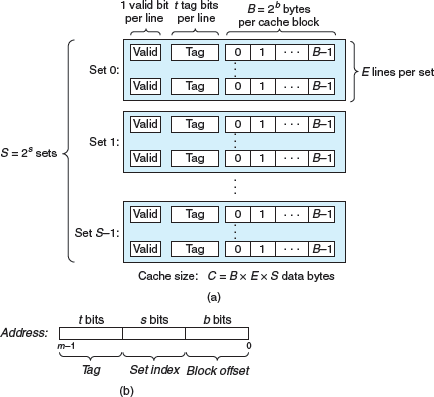 1 valid bit per line
t tag bits per line
B = 2^b bytes per cache block
Valid Tag 0 1 · · · B–1
Set 0:
Valid Tag 0 1 · · · B–1
E lines per set
S = 2^s sets
Valid Tag 0 1 · · · B–1
Set 1:
Valid Tag 0 1 · · · B–1
Valid Tag 0 1 · · · B–1
Set S–1:
Valid Tag 0 1 · · · B–1
Cache size: C = B × E × S data bytes
(a)
t bits s bits b bits
Address:
m–1 0
Tag Set index Block offset
(b)